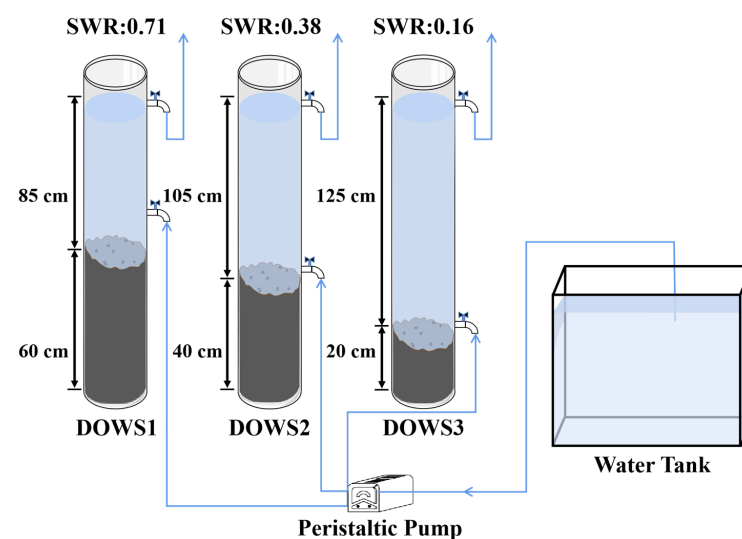 SWR:0.71
SWR:0.38
SWR:0.16
85 cm
105 cm
125 cm
60 cm
40 cm
20 cm
DOWS1
DOWS2
DOWS3
Water Tank
Peristaltic Pump